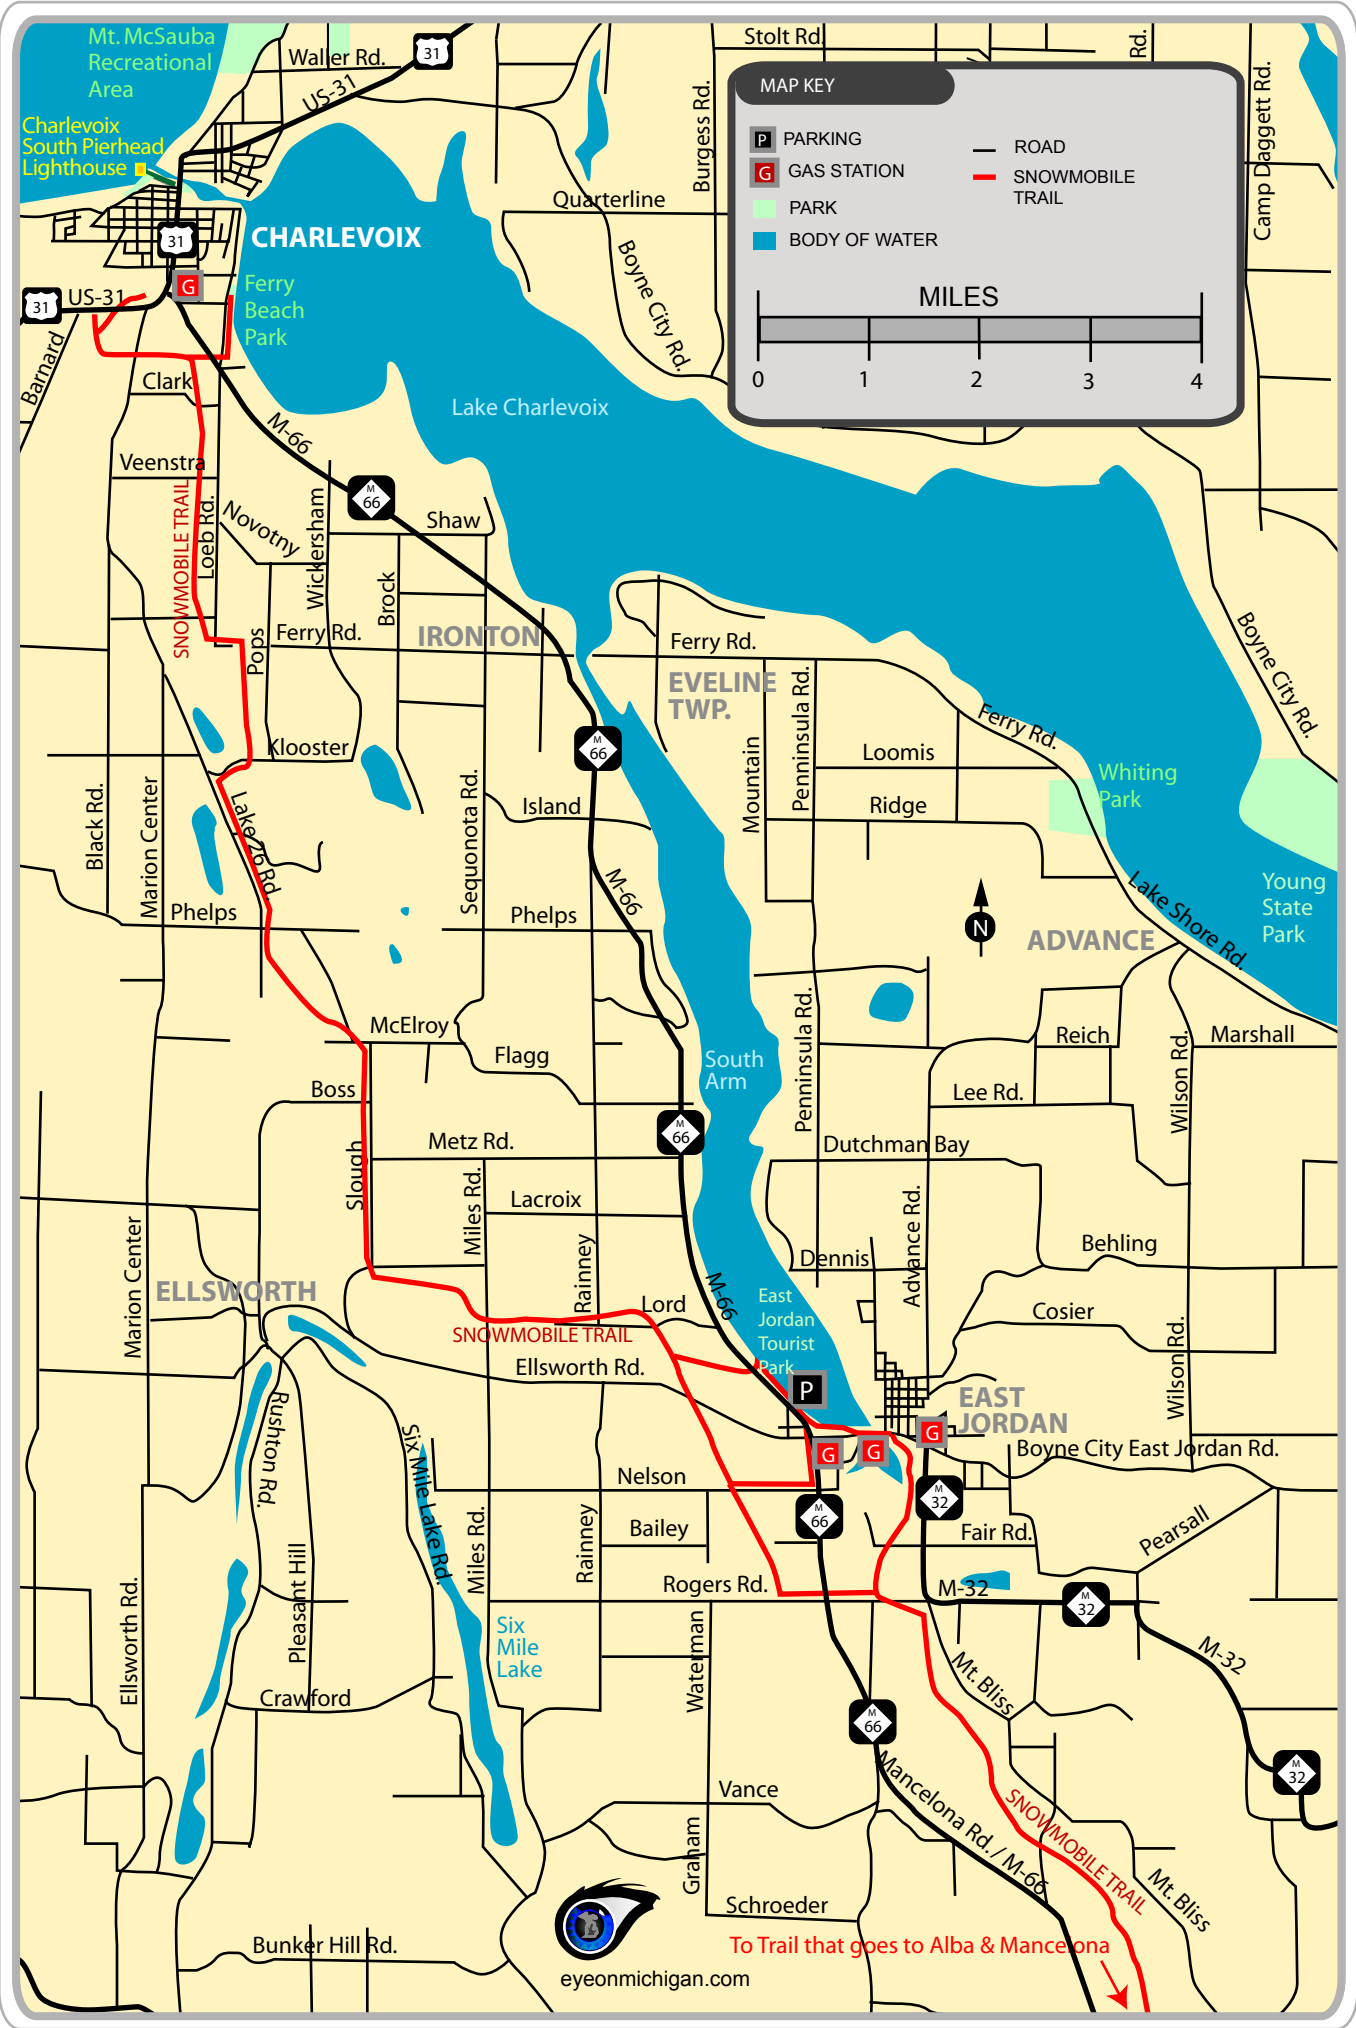 Mt. McSauba
Recreational
Area
Waller Rd.
31
US-31
Stolt Rd.
Rd.
Burgess Rd.
Camp Daggett Rd.
Charlevoix
South Pierhead
Lighthouse
MAP KEY
P PARKING
G GAS STATION
PARK
BODY OF WATER
ROAD
SNOWMOBILE
TRAIL
MILES
0 1 2 3 4
Quarterline
Boyne City Rd.
CHARLEVOIX
31
G
31
US-31
Ferry
Beach
Park
Barnard
Clark
Lake Charlevoix
M-66
Veenstra
M
66
SNOWMOBILE TRAIL
Loeb Rd.
Novotny
Wickersham
Shaw
Brock
Pops
Ferry Rd.
IRONTON
Ferry Rd.
EVELINE
TWP.
Boyne City Rd.
Penninsula Rd.
Ferry Rd.
Klooster
M
66
Mountain
Loomis
Whiting
Park
Black Rd.
Marion Center
Lake 26 Rd.
Sequonota Rd.
Island
Ridge
M-66
Lake Shore Rd.
Young
State
Park
Phelps
Phelps
N
ADVANCE
McElroy
Flagg
South
Arm
Penninsula Rd.
Reich
Wilson Rd.
Marshall
Boss
Lee Rd.
M
66
Metz Rd.
Dutchman Bay
Slough
Miles Rd.
Lacroix
Advance Rd.
Marion Center
Rainney
Dennis
Behling
ELLSWORTH
M-66
East
Jordan
Tourist
Park
Lord
Cosier
SNOWMOBILE TRAIL
Wilson Rd.
Ellsworth Rd.
P
EAST
JORDAN
Rushton Rd.
Six Mile Lake Rd.
G
G
G
Boyne City East Jordan Rd.
Nelson
M
32
M
66
Miles Rd.
Rainney
Bailey
Fair Rd.
Pearsall
Pleasant Hill
Ellsworth Rd.
Rogers Rd.
M-32
M
32
Six
Mile
Lake
Waterman
Mt. Bliss
M-32
Crawford
M
66
M
32
Mancelona Rd. / M-66
Vance
SNOWMOBILE TRAIL
Graham
Mt. Bliss
Schroeder
Bunker Hill Rd.
To Trail that goes to Alba & Mancelona
eyeonmichigan.com